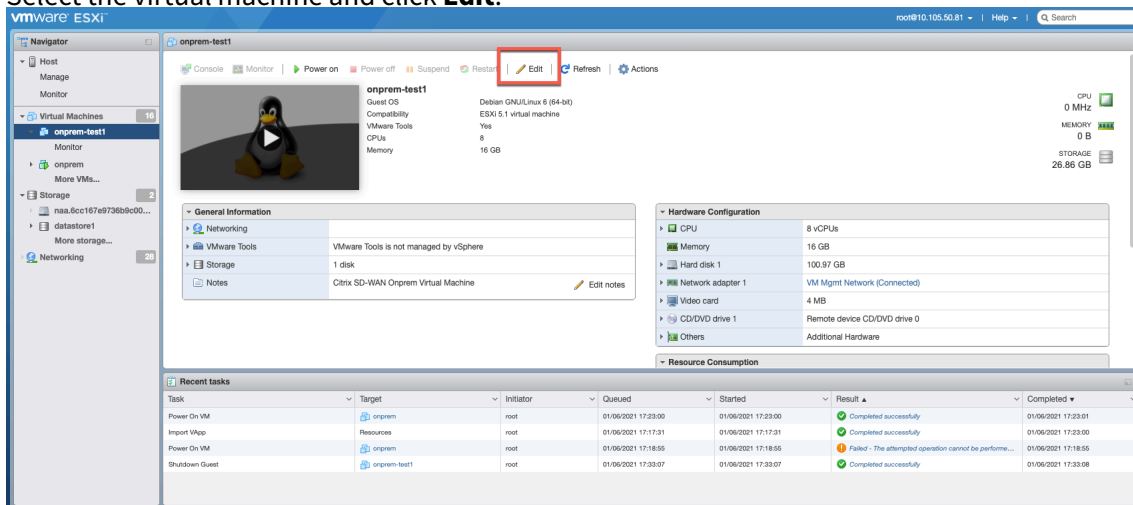 Select the virtual machine and click Edit.
vmware ESXi™
root@10.105.50.81 | Help | Search
Navigator
onprem-test1
Host
Manage
Monitor
Virtual Machines 16
onprem-test1
Monitor
onprem
More VMs...
Storage 2
naa.6cc167e9736b9c00...
datastore1
More storage...
Networking 28
Console Monitor | Power on Power off Suspend Restart | Edit | Refresh | Actions
onprem-test1
Guest OS Debian GNU/Linux 6 (64-bit)
Compatibility ESXi 5.1 virtual machine
VMware Tools Yes
CPUs 8
Memory 16 GB
CPU
0 MHz
MEMORY
0 B
STORAGE
26.86 GB
General Information
Networking
VMware Tools VMware Tools is not managed by vSphere
Storage 1 disk
Notes Citrix SD-WAN Onprem Virtual Machine Edit notes
Hardware Configuration
CPU 8 vCPUs
Memory 16 GB
Hard disk 1 100.97 GB
Network adapter 1 VM Mgmt Network (Connected)
Video card 4 MB
CD/DVD drive 1 Remote device CD/DVD drive 0
Others Additional Hardware
Resource Consumption
Recent tasks
Task Target Initiator Queued Started Result Completed
Power On VM onprem root 01/06/2021 17:23:00 01/06/2021 17:23:00 Completed successfully 01/06/2021 17:23:01
Import VApp Resources root 01/06/2021 17:17:31 01/06/2021 17:17:31 Completed successfully 01/06/2021 17:23:00
Power On VM onprem root 01/06/2021 17:18:55 01/06/2021 17:18:55 Failed - The attempted operation cannot be performe... 01/06/2021 17:18:55
Shutdown Guest onprem-test1 root 01/06/2021 17:33:07 01/06/2021 17:33:07 Completed successfully 01/06/2021 17:33:08